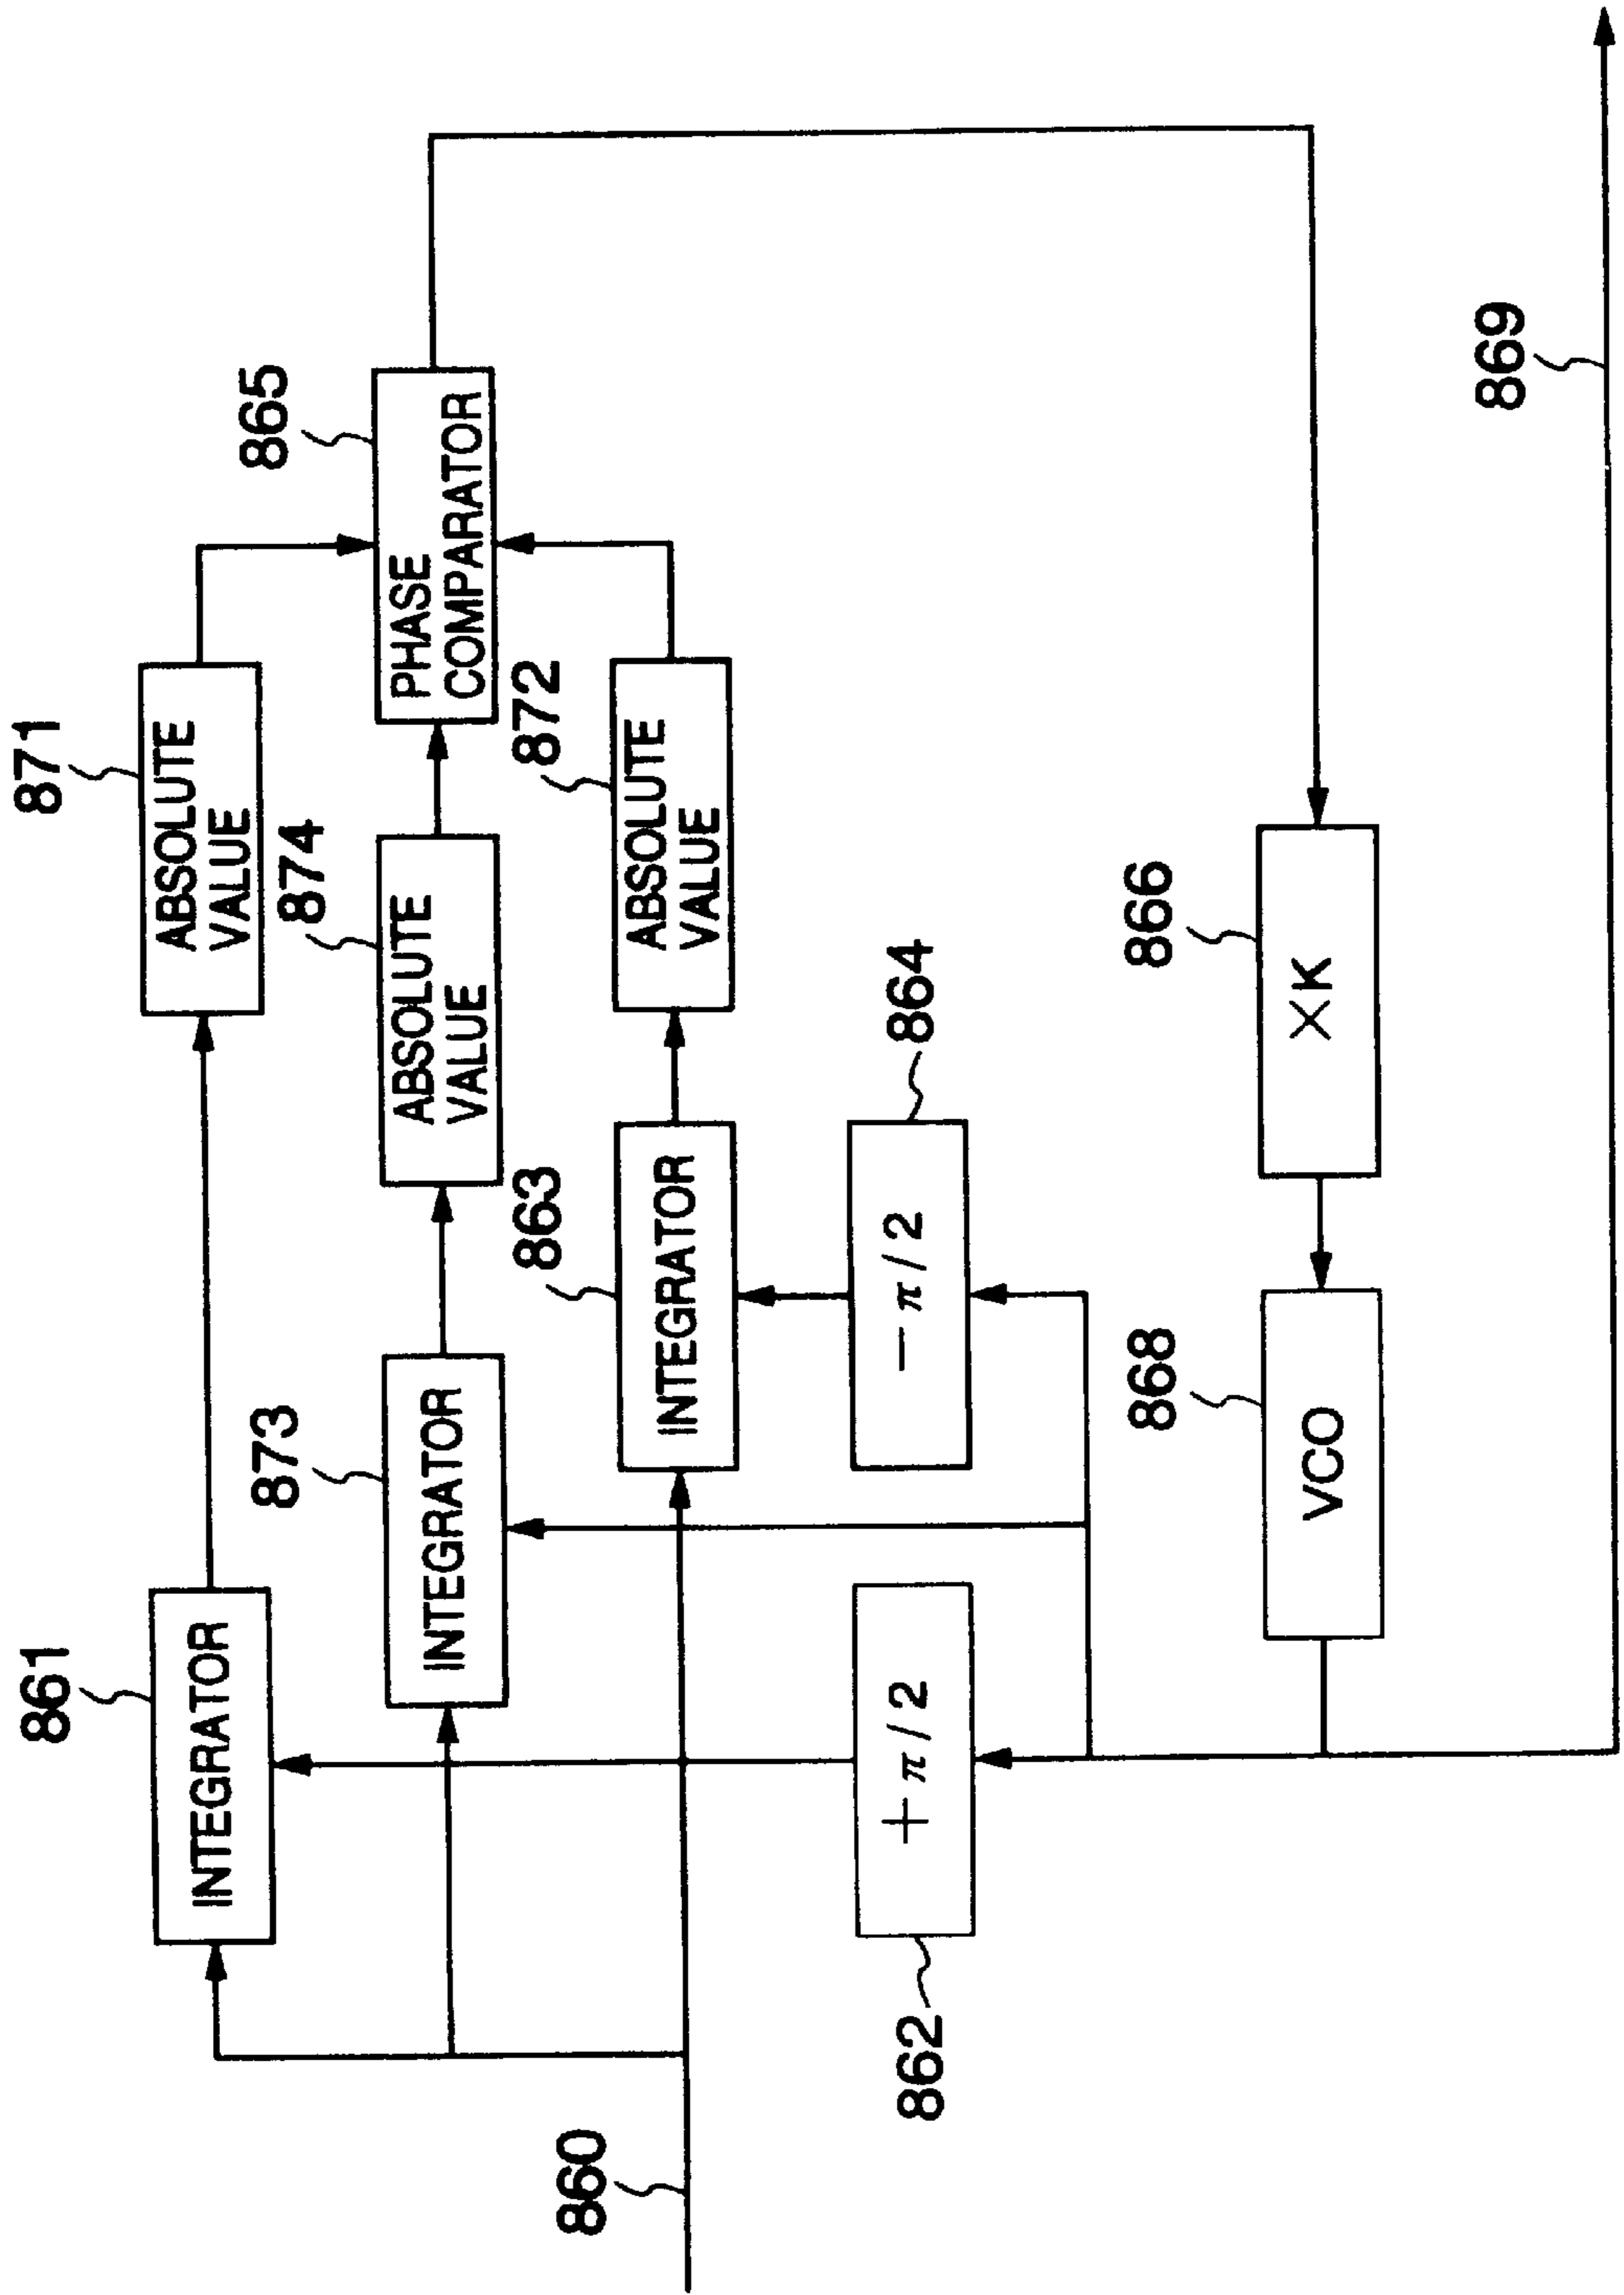 871
861
ABSOLUTE
VALUE
INTEGRATOR
865
874
873
PHASE
COMPARATOR
ABSOLUTE
VALUE
INTEGRATOR
872
863
860
ABSOLUTE
VALUE
INTEGRATOR
864
862
−π/2
+π/2
866
868
×K
VCO
869